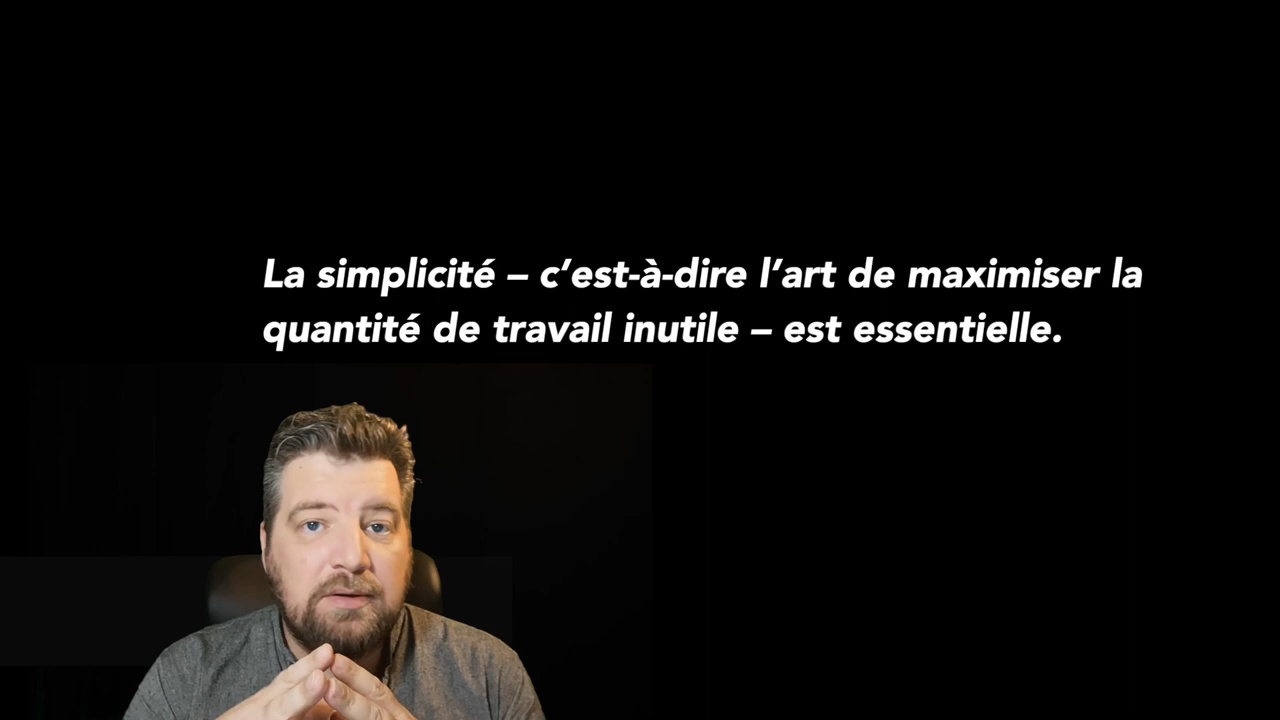 La simplicité – c’est-à-dire l’art de maximiser la
quantité de travail inutile – est essentielle.